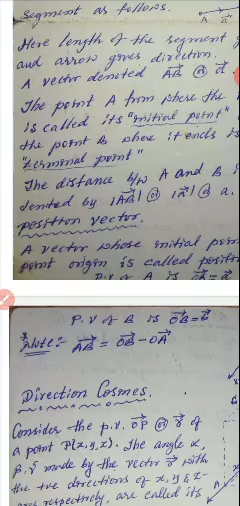 segment as follows.
A a⃗
Here length of the segment
and arrow gives direction.
A vector denoted AB⃗ (or) a⃗
The point A from where the
is called its "initial point"
the point B where it ends is
"terminal point"
The distance b/w A and B i
denoted by |AB⃗| (or) |a⃗| (or) a.
position vector.
A vector whose initial poin
point origin is called positi
P.V of A is OA⃗ = a⃗
P.V of B is OB⃗ = b⃗
Note:- AB⃗ = OB⃗ - OA⃗
Direction Cosines.
Consider the p.v. OP⃗ (or) r⃗ of
a point P(x,y,z). The angle α,
β, γ made by the vector r⃗ with
the +ve directions of x, y & z-
respectively, are called its